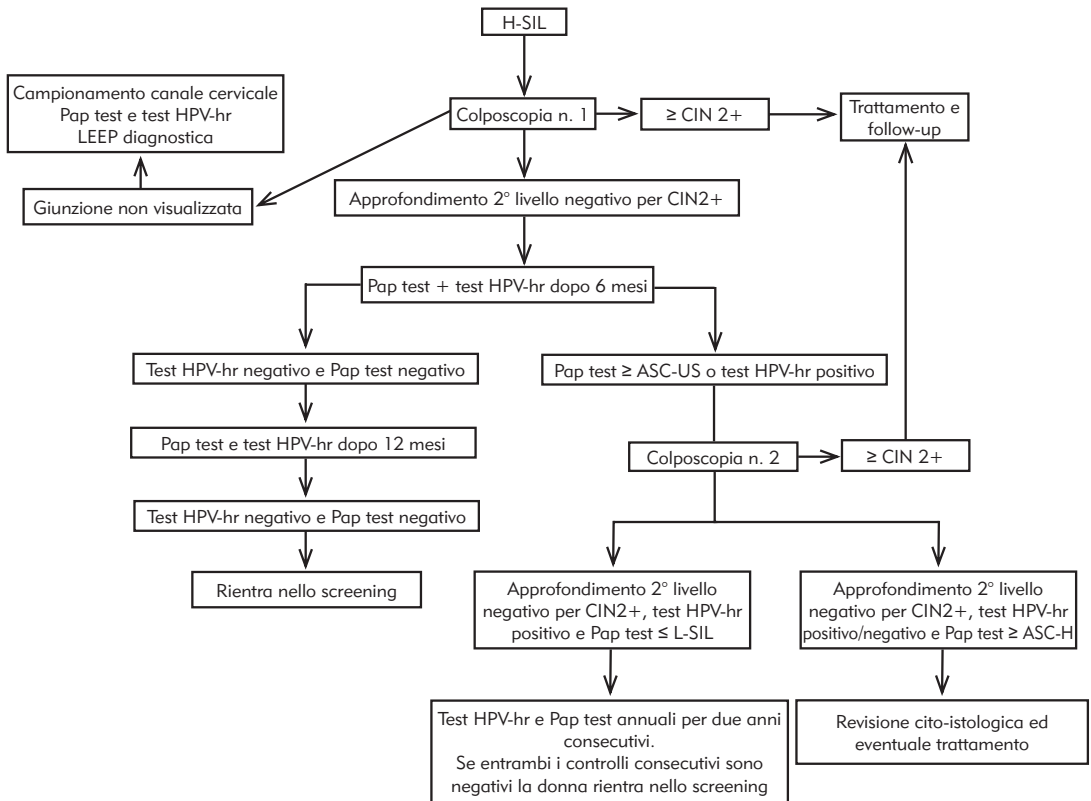 H-SIL
Campionamento canale cervicale
Pap test e test HPV-hr
LEEP diagnostica
Colposcopia n. 1
≥ CIN 2+
Trattamento e
follow-up
Giunzione non visualizzata
Approfondimento 2° livello negativo per CIN2+
Pap test + test HPV-hr dopo 6 mesi
Test HPV-hr negativo e Pap test negativo
Pap test ≥ ASC-US o test HPV-hr positivo
Pap test e test HPV-hr dopo 12 mesi
Colposcopia n. 2
≥ CIN 2+
Test HPV-hr negativo e Pap test negativo
Rientra nello screening
Approfondimento 2° livello
negativo per CIN2+, test HPV-hr
positivo e Pap test ≤ L-SIL
Approfondimento 2° livello
negativo per CIN2+, test HPV-hr
positivo/negativo e Pap test ≥ ASC-H
Test HPV-hr e Pap test annuali per due anni
consecutivi.
Se entrambi i controlli consecutivi sono
negativi la donna rientra nello screening
Revisione cito-istologica ed
eventuale trattamento